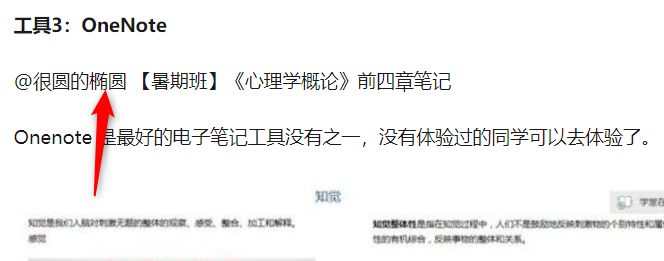 工具3：OneNote
@很圆的椭圆 【暑期班】《心理学概论》前四章笔记
Onenote 是最好的电子笔记工具没有之一，没有体验过的同学可以去体验了。
知觉
学堂在
知觉是我们人脑对刺激无题的整体的观察、感受、整合、加工和解释。
感觉
知觉整体性是指在知觉过程中，人们不是孤立地反映刺激物的个别特性和属
性的有机综合，反映事物的整体和关系。